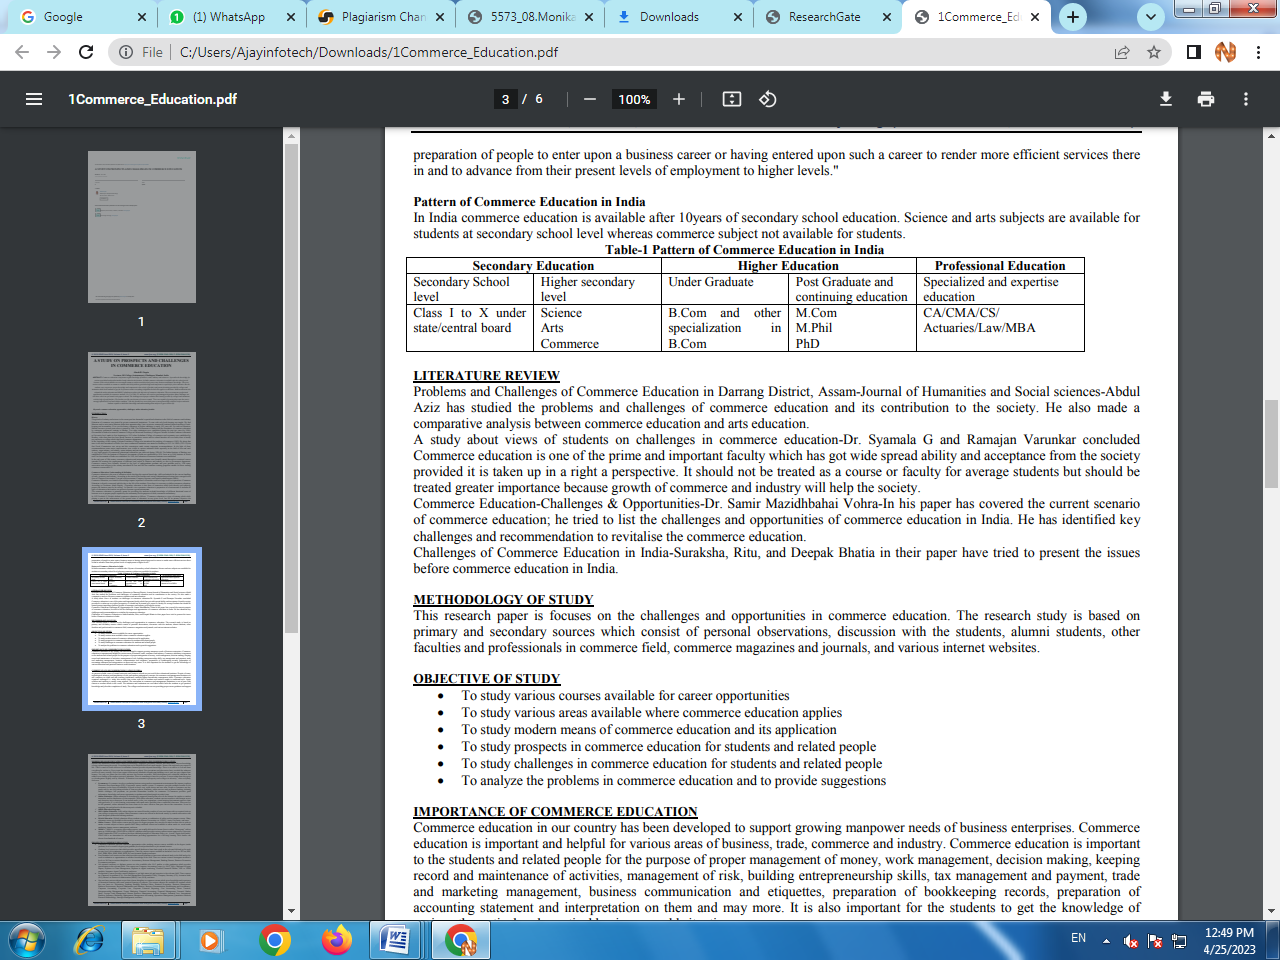 Google
(1) WhatsApp
Plagiarism Char
5573_08.Monika
Downloads
ResearchGate
1Commerce_Ed
File
C:/Users/Ajayinfotech/Downloads/1Commerce_Education.pdf
1Commerce_Education.pdf
3 / 6
100%
1
2
3
preparation of people to enter upon a business career or having entered upon such a career to render more efficient services there
in and to advance from their present levels of employment to higher levels."
Pattern of Commerce Education in India
In India commerce education is available after 10years of secondary school education. Science and arts subjects are available for
students at secondary school level whereas commerce subject not available for students.
Table-1 Pattern of Commerce Education in India
Secondary Education Higher Education Professional Education
Secondary School Higher secondary Under Graduate Post Graduate and Specialized and expertise
level level continuing education education
Class I to X under Science B.Com and other M.Com CA/CMA/CS/
state/central board Arts specialization in M.Phil Actuaries/Law/MBA
Commerce B.Com PhD
LITERATURE REVIEW
Problems and Challenges of Commerce Education in Darrang District, Assam-Journal of Humanities and Social sciences-Abdul
Aziz has studied the problems and challenges of commerce education and its contribution to the society. He also made a
comparative analysis between commerce education and arts education.
A study about views of students on challenges in commerce education-Dr. Syamala G and Ramajan Varunkar concluded
Commerce education is one of the prime and important faculty which has got wide spread ability and acceptance from the society
provided it is taken up in a right a perspective. It should not be treated as a course or faculty for average students but should be
treated greater importance because growth of commerce and industry will help the society.
Commerce Education-Challenges & Opportunities-Dr. Samir Mazidhbahai Vohra-In his paper has covered the current scenario
of commerce education; he tried to list the challenges and opportunities of commerce education in India. He has identified key
challenges and recommendation to revitalise the commerce education.
Challenges of Commerce Education in India-Suraksha, Ritu, and Deepak Bhatia in their paper have tried to present the issues
before commerce education in India.
METHODOLOGY OF STUDY
This research paper is focuses on the challenges and opportunities in commerce education. The research study is based on
primary and secondary sources which consist of personal observations, discussion with the students, alumni students, other
faculties and professionals in commerce field, commerce magazines and journals, and various internet websites.
OBJECTIVE OF STUDY
• To study various courses available for career opportunities
• To study various areas available where commerce education applies
• To study modern means of commerce education and its application
• To study prospects in commerce education for students and related people
• To study challenges in commerce education for students and related people
• To analyze the problems in commerce education and to provide suggestions
IMPORTANCE OF COMMERCE EDUCATION
Commerce education in our country has been developed to support growing manpower needs of business enterprises. Commerce
education is important and helpful for various areas of business, trade, commerce and industry. Commerce education is important
to the students and related people for the purpose of proper management of money, work management, decision making, keeping
record and maintenance of activities, management of risk, building entrepreneurship skills, tax management and payment, trade
and marketing management, business communication and etiquettes, preparation of bookkeeping records, preparation of
accounting statement and interpretation on them and may more. It is also important for the students to get the knowledge of
EN
12:49 PM
4/25/2023